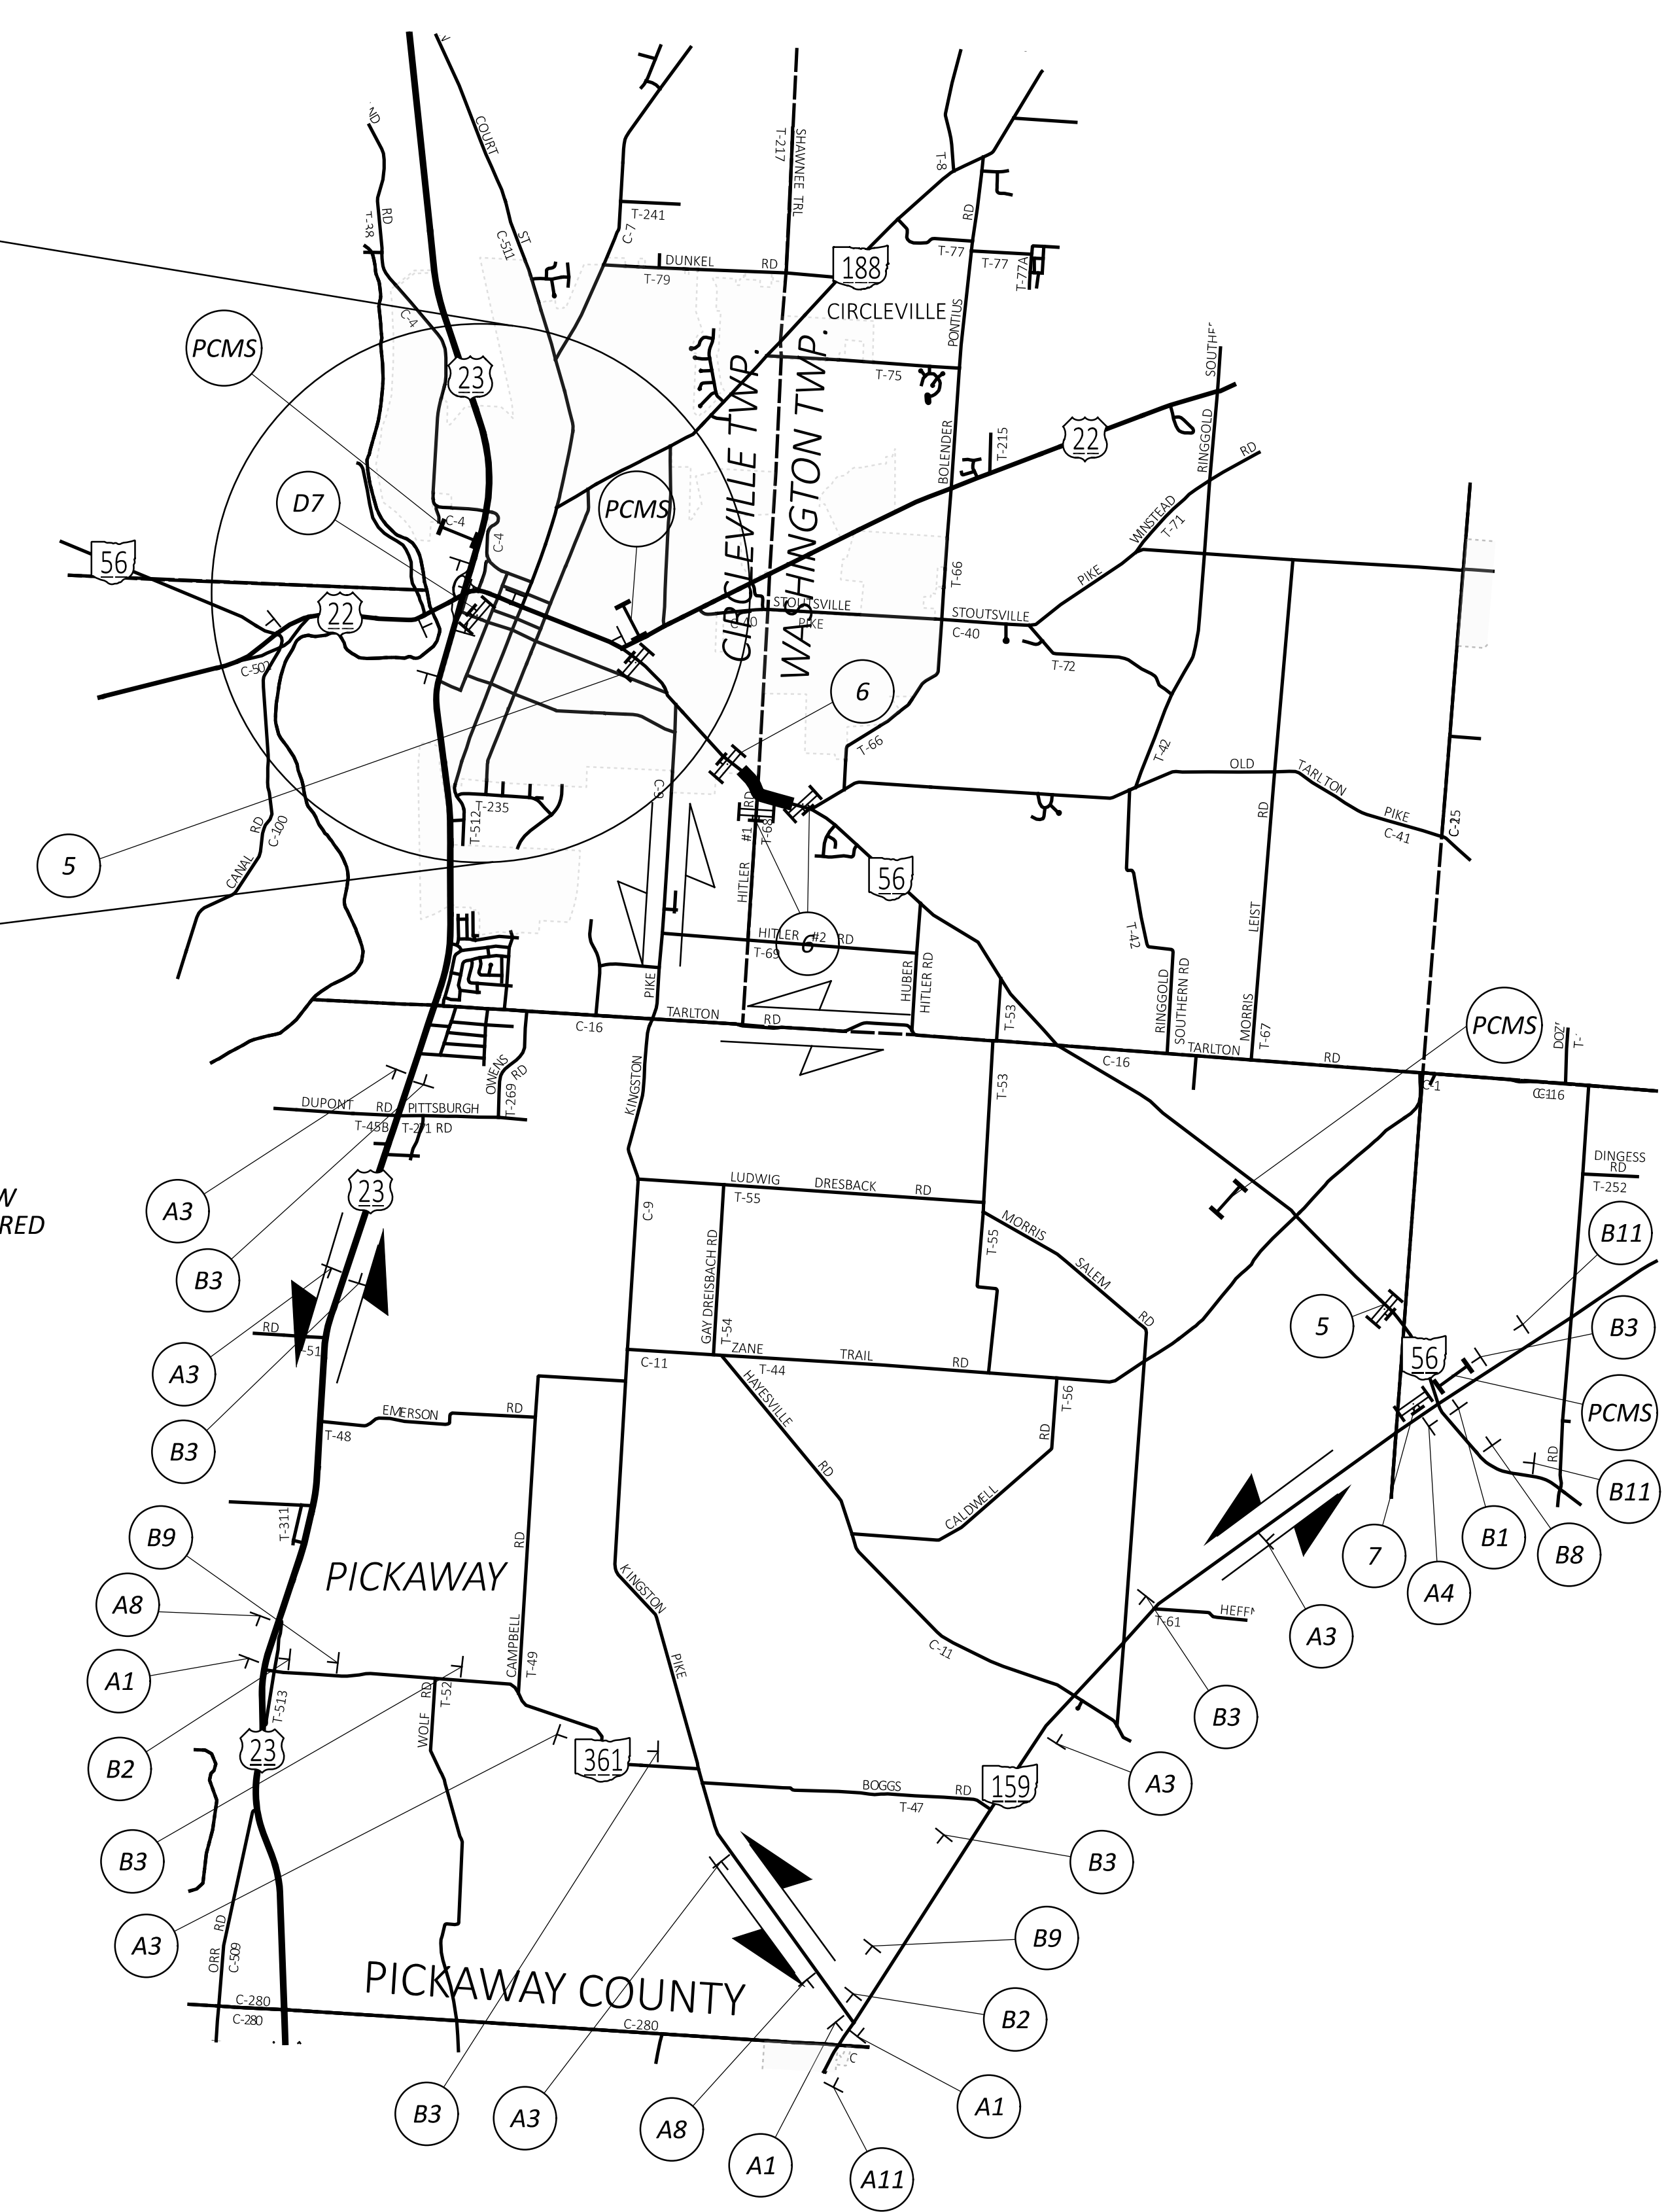 COURT
ST
C-511
ND
RD
T-38
C-4
T-241
C-7
SHAWNEE TRL
T-217
T-8
RD
T-77
T-77
T-77A
DUNKEL RD
T-79
188
CIRCLEVILLE
PONTIUS
PCMS
23
T-75
CIRCLEVILLE TWP.
WASHINGTON TWP.
BOLENDER
T-215
22
RINGGOLD
RD
WINSTEAD
T-71
D7
PCMS
C-4
C-4
56
22
C-502
T-66
PIKE
STOUTSVILLE
PIKE
C-40
STOUTSVILLE
C-40
T-72
6
T-66
T-42
OLD
TARLTON
PIKE
C-41
RD
T-235
T-512
C-9
RD
#1
T-68
HITLER
5
CANAL
RD
C-100
56
HITLER #2 RD
T-69
6
T-42
LEIST
PIKE
HUBER
HITLER RD
RINGGOLD
SOUTHERN RD
MORRIS
T-67
PCMS
C-16
TARLTON RD
T-53
C-16
TARLTON RD
C-1
OWENS
RD
T-269
KINGSTON
T-53
DUPONT RD
PITTSBURGH
T-458
T-271 RD
DINGESS
RD
T-252
A3
23
W
RED
LUDWIG DRESBACK RD
T-55
C-9
B3
T-55
MORRIS
SALEM
RD
B11
GAY DREISBACH RD
T-54
5
B3
RD
T-51
56
A3
ZANE TRAIL RD
C-11
T-44
T-56
RD
HAYESVILLE
RD
PCMS
EMERSON RD
T-48
B3
RD
B11
CALDWELL
T-311
B9
RD
7
B1
B8
A4
PICKAWAY
KINGSTON
A8
T-61
HEFFN
A3
CAMPBELL
T-49
C-11
A1
PIKE
RD
WOLF
T-52
T-513
B3
23
361
B2
A3
159
BOGGS RD
T-47
B3
B3
A3
RD
ORR
C-509
B9
PICKAWAY COUNTY
C-280
C-280
C-280
B2
C
B3
A3
A8
A1
A1
A11